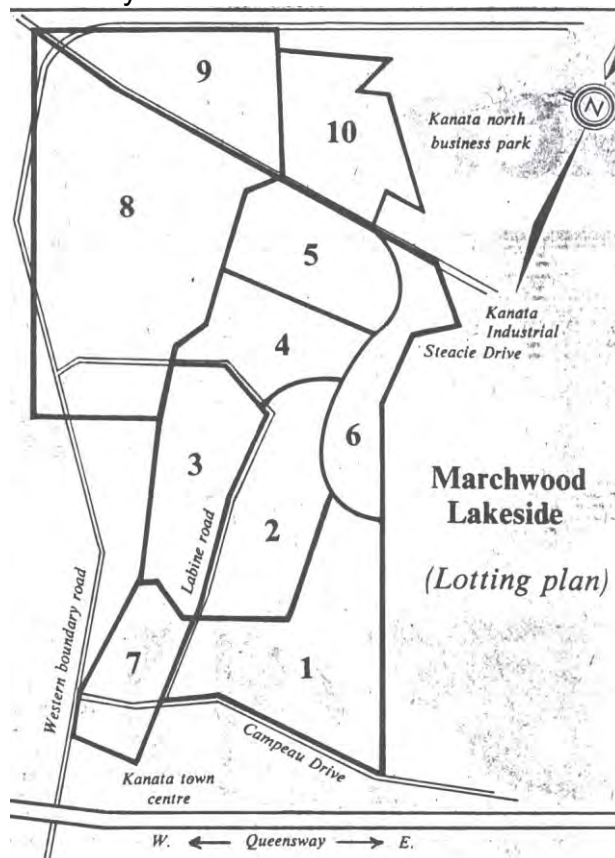 9
10
Kanata north
business park
N
8
5
Kanata
Industrial
Steacie Drive
4
6
3
Marchwood
Lakeside
Labine road
2
(Lotting plan)
Western boundary road
7
1
Campeau Drive
Kanata town
centre
W. Queensway E.